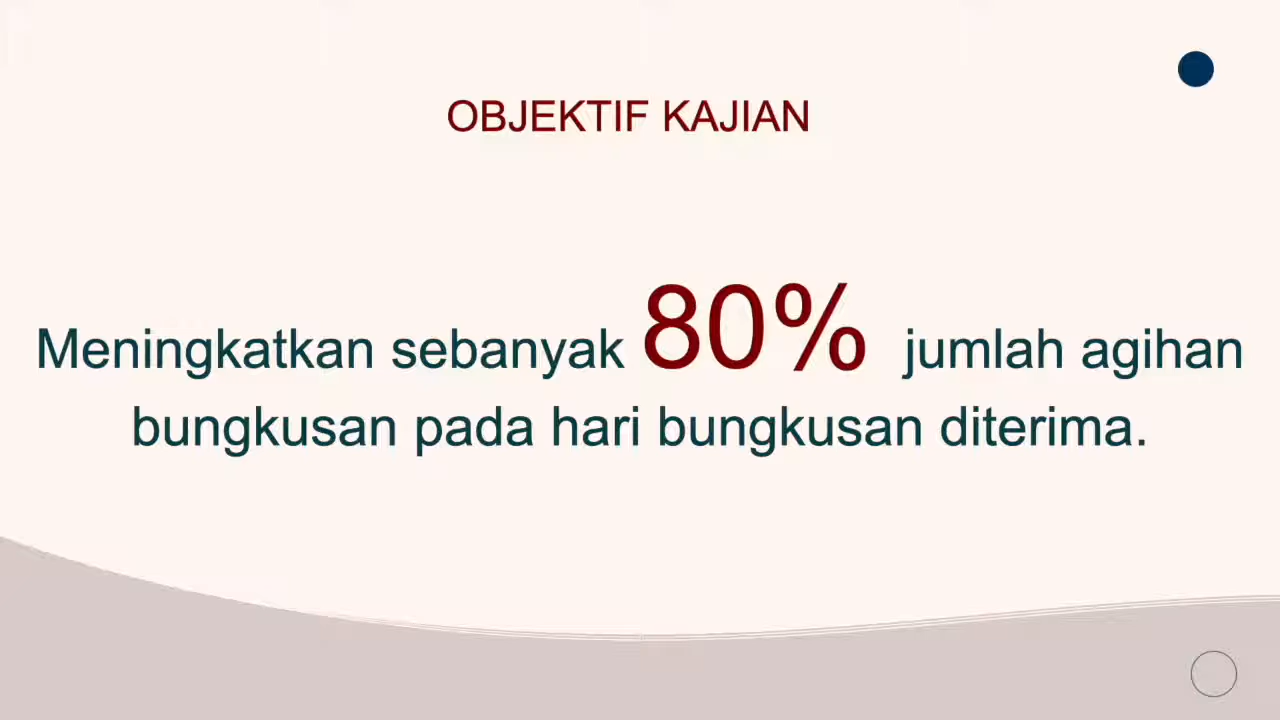 OBJEKTIF KAJIAN
Meningkatkan sebanyak 80% jumlah agihan
bungkusan pada hari bungkusan diterima.